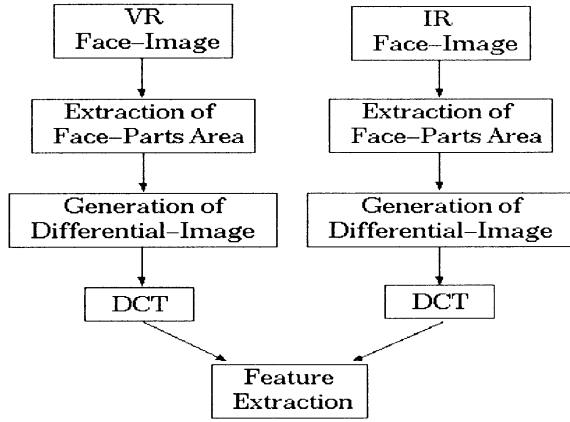 VR
Face–Image
IR
Face–Image
Extraction of
Face–Parts Area
Extraction of
Face–Parts Area
Generation of
Differential–Image
Generation of
Differential–Image
DCT
DCT
Feature
Extraction